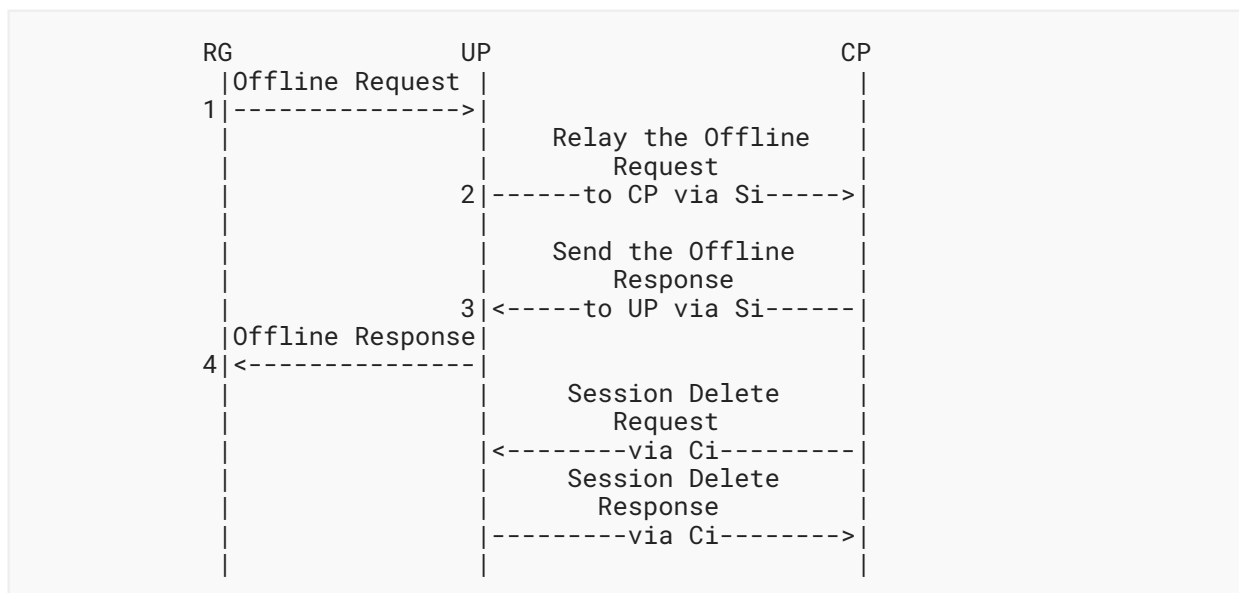 RG                UP                       CP
 |Offline Request |                        |
1|--------------->|                        |
 |                |    Relay the Offline   |
 |                |        Request         |
 |               2|------to CP via Si----->|
 |                |                        |
 |                |    Send the Offline    |
 |                |        Response        |
 |               3|<-----to UP via Si------|
 |Offline Response|                        |
4|<---------------|                        |
 |                |     Session Delete     |
 |                |        Request         |
 |                |<--------via Ci---------|
 |                |     Session Delete     |
 |                |       Response         |
 |                |---------via Ci-------->|
 |                |                        |